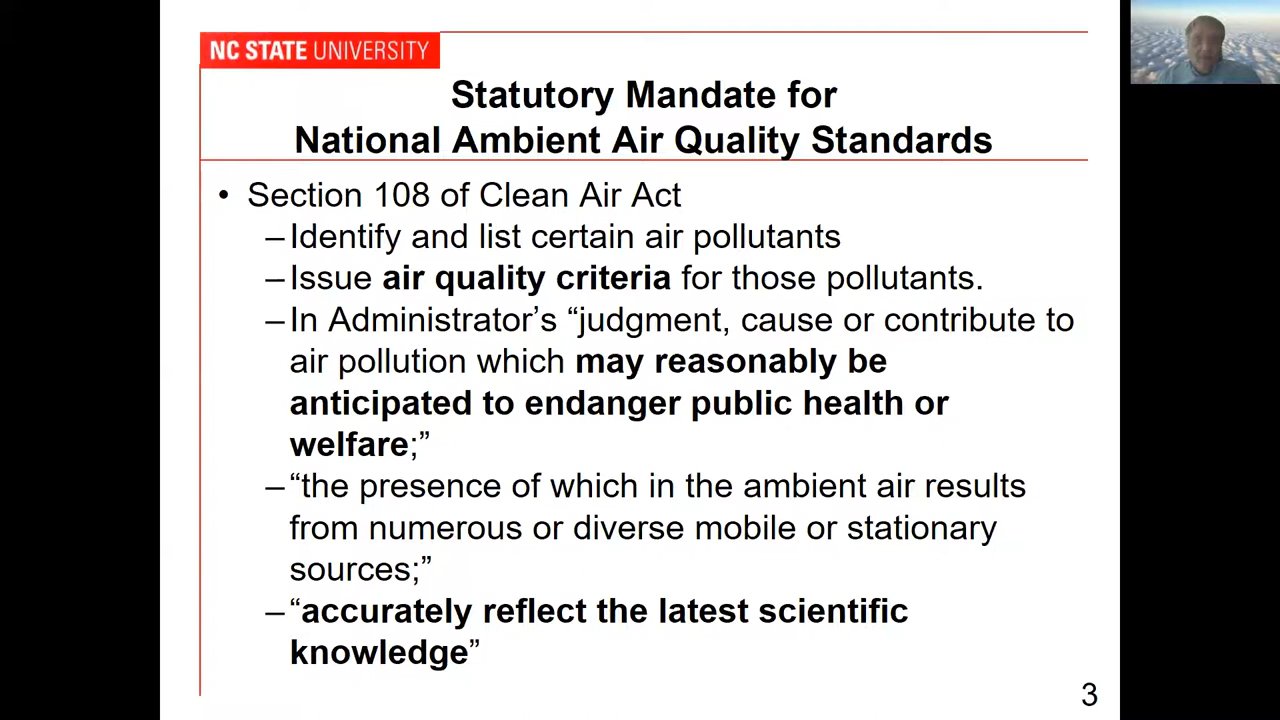 NC STATE UNIVERSITY
Statutory Mandate for
National Ambient Air Quality Standards
• Section 108 of Clean Air Act
–Identify and list certain air pollutants
–Issue air quality criteria for those pollutants.
–In Administrator’s “judgment, cause or contribute to
air pollution which may reasonably be
anticipated to endanger public health or
welfare;”
–“the presence of which in the ambient air results
from numerous or diverse mobile or stationary
sources;”
–“accurately reflect the latest scientific
knowledge”
3